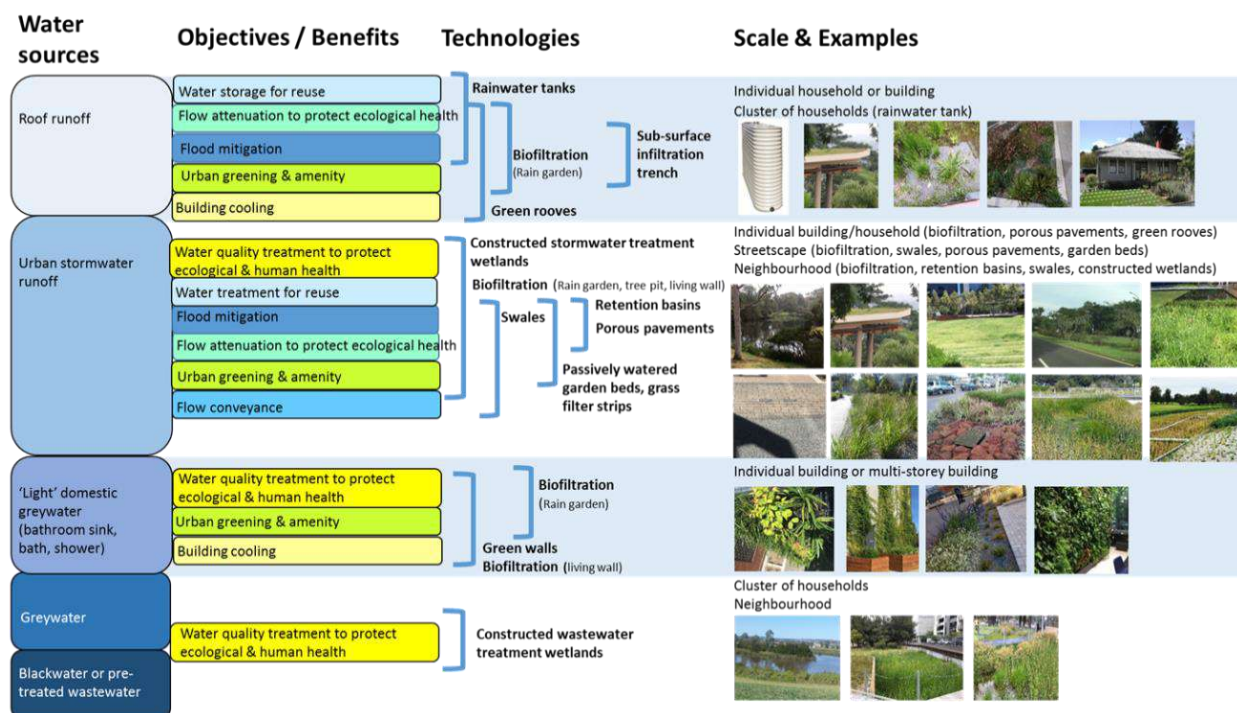 Water
sources
Objectives / Benefits
Technologies
Scale & Examples
Roof runoff
Water storage for reuse
Flow attenuation to protect ecological health
Flood mitigation
Urban greening & amenity
Building cooling
Rainwater tanks
Biofiltration
(Rain garden)
Sub-surface
infiltration
trench
Green rooves
Individual household or building
Cluster of households (rainwater tank)
Urban stormwater
runoff
Water quality treatment to protect
ecological & human health
Water treatment for reuse
Flood mitigation
Flow attenuation to protect ecological health
Urban greening & amenity
Flow conveyance
Constructed stormwater treatment
wetlands
Biofiltration (Rain garden, tree pit, living wall)
Swales
Retention basins
Porous pavements
Passively watered
garden beds, grass
filter strips
Individual building/household (biofiltration, porous pavements, green rooves)
Streetscape (biofiltration, swales, porous pavements, garden beds)
Neighbourhood (biofiltration, retention basins, swales, constructed wetlands)
'Light' domestic
greywater
(bathroom sink,
bath, shower)
Water quality treatment to protect
ecological & human health
Urban greening & amenity
Building cooling
Biofiltration
(Rain garden)
Green walls
Biofiltration (living wall)
Individual building or multi-storey building
Greywater
Blackwater or pre-
treated wastewater
Water quality treatment to protect
ecological & human health
Constructed wastewater
treatment wetlands
Cluster of households
Neighbourhood